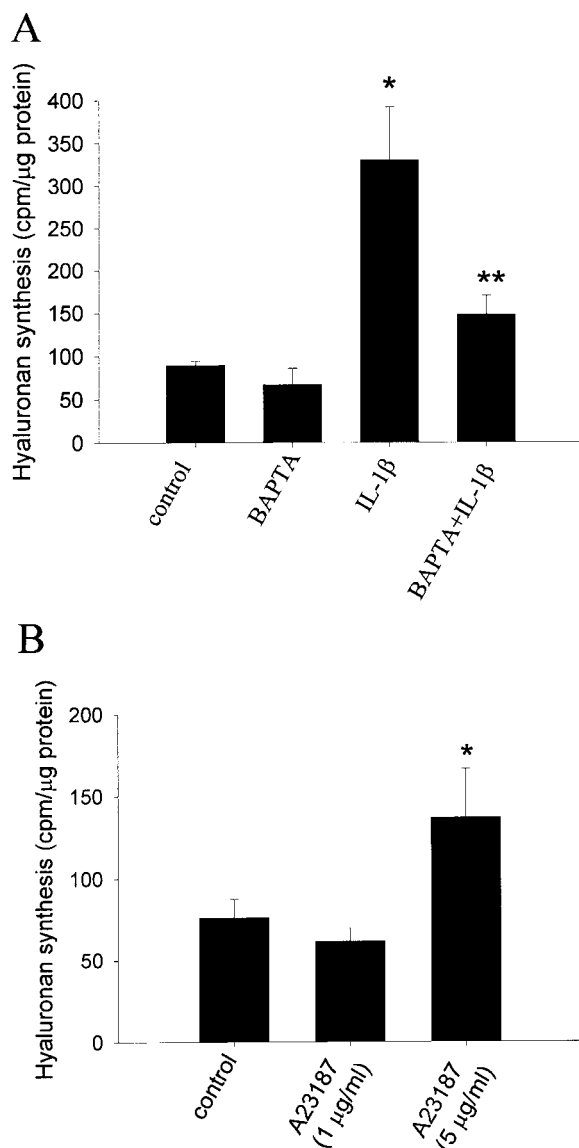 A
Hyaluronan synthesis (cpm/μg protein)
400
350
300
250
200
150
100
50
0
*
**
control
BAPTA
IL-1β
BAPTA+IL-1β
B
Hyaluronan synthesis (cpm/μg protein)
200
150
100
50
0
*
control
A23187
(1 μg/ml)
A23187
(5 μg/ml)